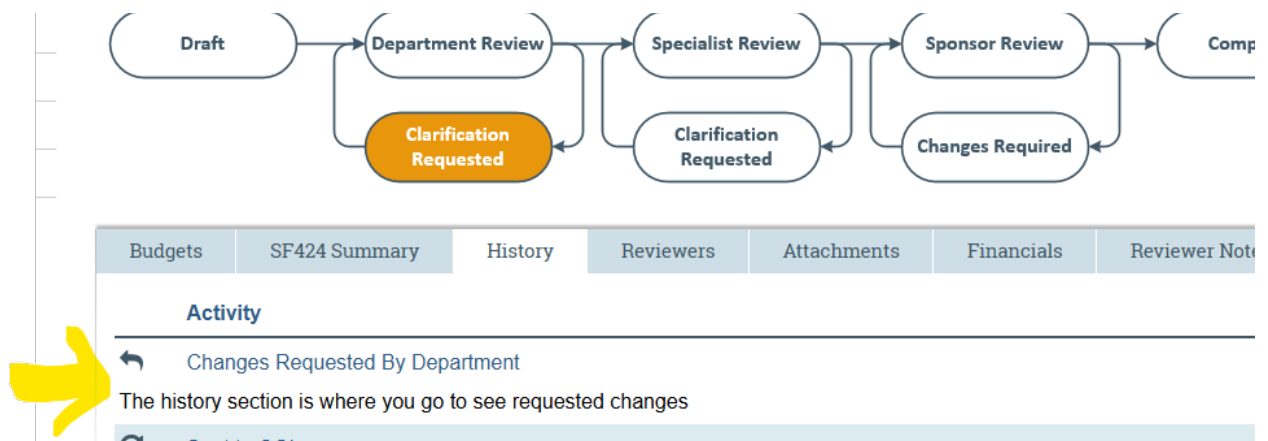 Draft
Department Review
Specialist Review
Sponsor Review
Clarification
Requested
Clarification
Requested
Changes Required
Budgets SF424 Summary History Reviewers Attachments Financials Reviewer
Activity
Changes Requested By Department
The history section is where you go to see requested changes